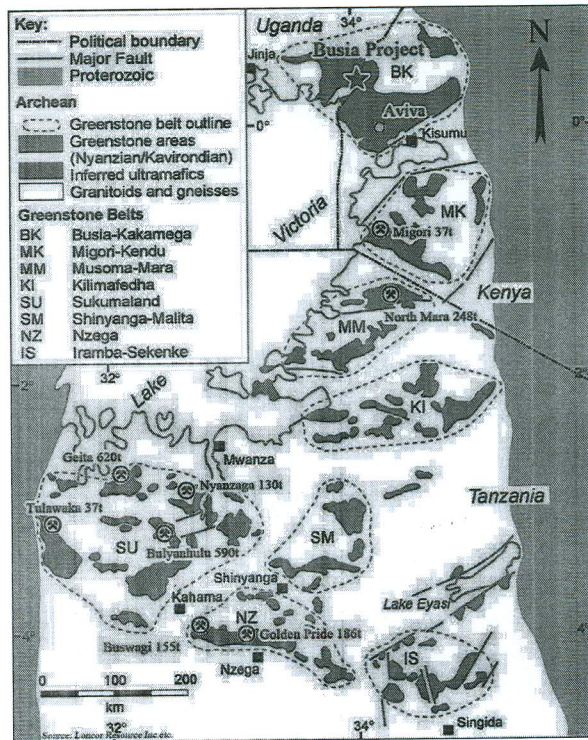 Key:
Political boundary
Major Fault
Proterozoic
Archean
Greenstone belt outline
Greenstone areas
(Nyanzian/Kavirondian)
Inferred ultramafics
Granitoids and gneisses
Greenstone Belts
BK Busia-Kakamega
MK Migori-Kendu
MM Musoma-Mara
KI Kilimafedha
SU Sukumaland
SM Shinyanga-Malita
NZ Nzega
IS Iramba-Sekenke
Uganda
34°
N
Jinja
Busia Project
BK
Aviva
0°
0°
Kisumu
Victoria
MK
Migori 37t
Kenya
North Mara 248t
MM
2°
2°
32°
Lake
KI
Mwanza
Geita 620t
Nyanzaga 130t
Tulawaka 37t
Tanzania
SU
Bulyanhulu 590t
SM
Shinyanga
Kahama
Lake Eyasi
NZ
Golden Pride 186t
4°
4°
Buswagi 155t
Nzega
IS
0 100 200
km
32°
34°
Singida
Source: Loncor Resource Inc etc.